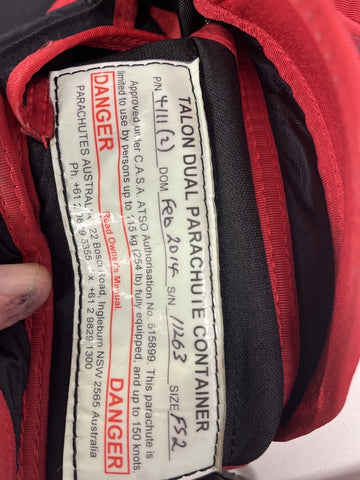 TALON DUAL PARACHUTE CONTAINER
P/N 4111(2) DOM Feb 2014 S/N 11263 SIZE FS2
Approved under C.A.S.A. ATSO Authorisation No. 515899. This parachute is
limited to use by persons up to 115 kg (254 lb) fully equipped, and up to 150 knots
DANGER Read Owner's Manual DANGER
PARACHUTES AUSTRALIA 22 Bosci Road, Ingleburn NSW 2565 Australia
Ph. +61 2 9829 5355 +61 2 9829 1300